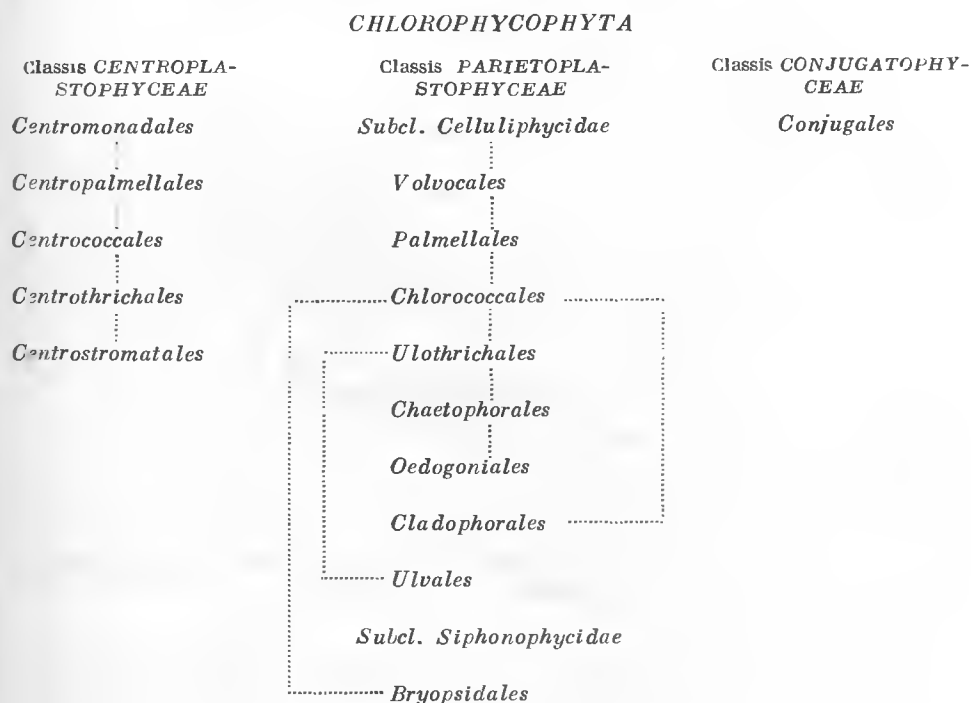 CHLOROPHYCOPHYTA
Classis CENTROPLA-
STOPHYCEAE
Centromonadales
Centropalmellales
Centrococcales
Centrothrichales
Centrostromatales
Classis PARIETOPLA-
STOPHYCEAE
Subcl. Celluliphycidae
Volvocales
Palmellales
Chlorococcales
Ulothrichales
Chaetophorales
Oedogoniales
Cladophorales
Ulvales
Subcl. Siphonophycidae
Bryopsidales
Classis CONJUGATOPHY-
CEAE
Conjugales